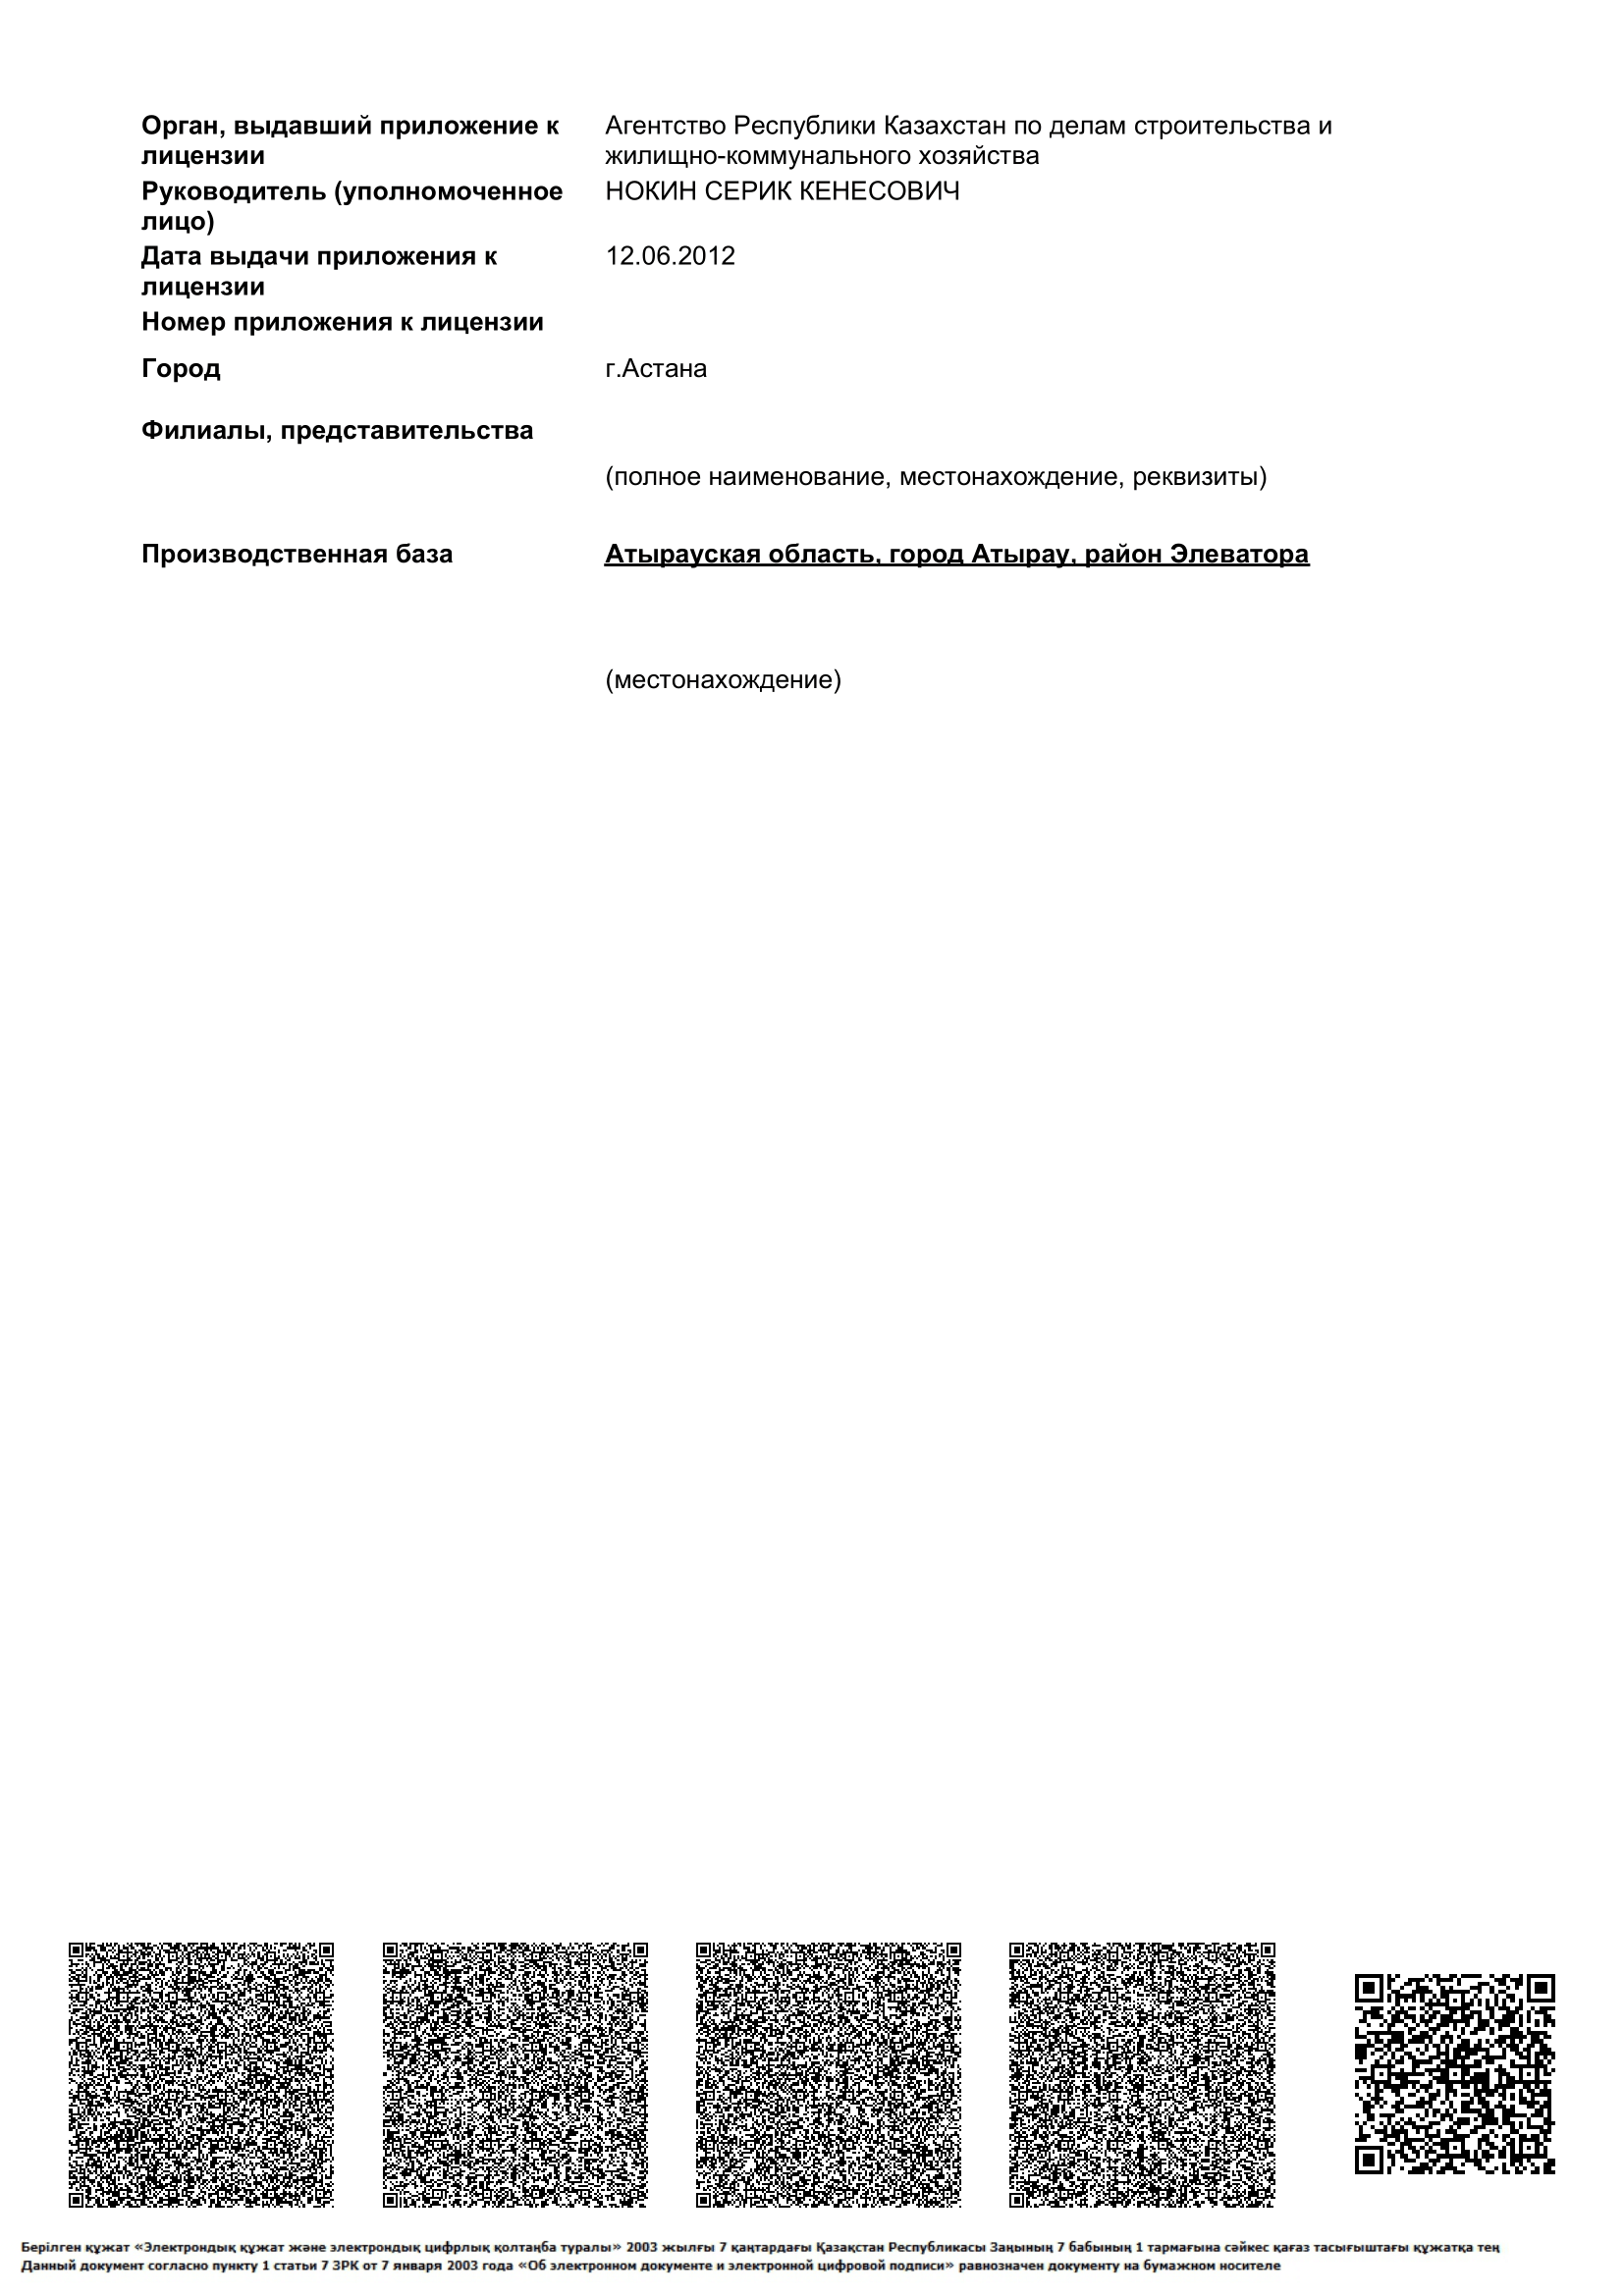 Орган, выдавший приложение к Агентство Республики Казахстан по делам строительства и
лицензии жилищно-коммунального хозяйства
Руководитель (уполномоченное НОКИН СЕРИК КЕНЕСОВИЧ
лицо)
Дата выдачи приложения к 12.06.2012
лицензии
Номер приложения к лицензии
Город г.Астана
Филиалы, представительства
(полное наименование, местонахождение, реквизиты)
Производственная база Атырауская область, город Атырау, район Элеватора
(местонахождение)
Берілген құжат «Электрондық құжат және электрондық цифрлық қолтаңба туралы» 2003 жылғы 7 қаңтардағы Қазақстан Республикасы Заңының 7 бабының 1 тармағына сәйкес қағаз тасығыштағы құжатқа тең
Данный документ согласно пункту 1 статьи 7 ЗРК от 7 января 2003 года «Об электронном документе и электронной цифровой подписи» равнозначен документу на бумажном носителе